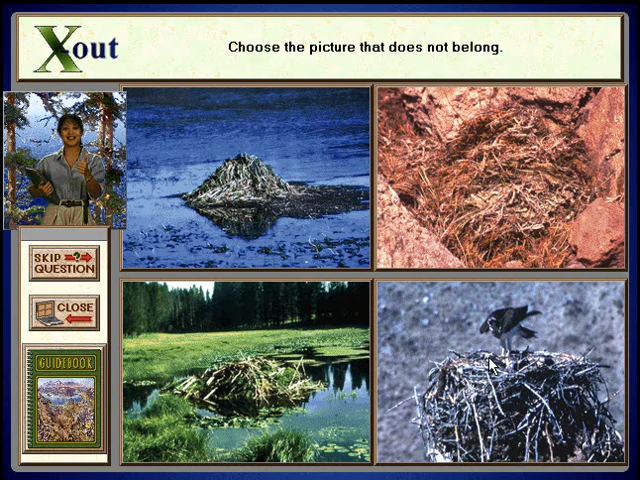 Xout
Choose the picture that does not belong.
SKIP
QUESTION
CLOSE
GUIDEBOOK